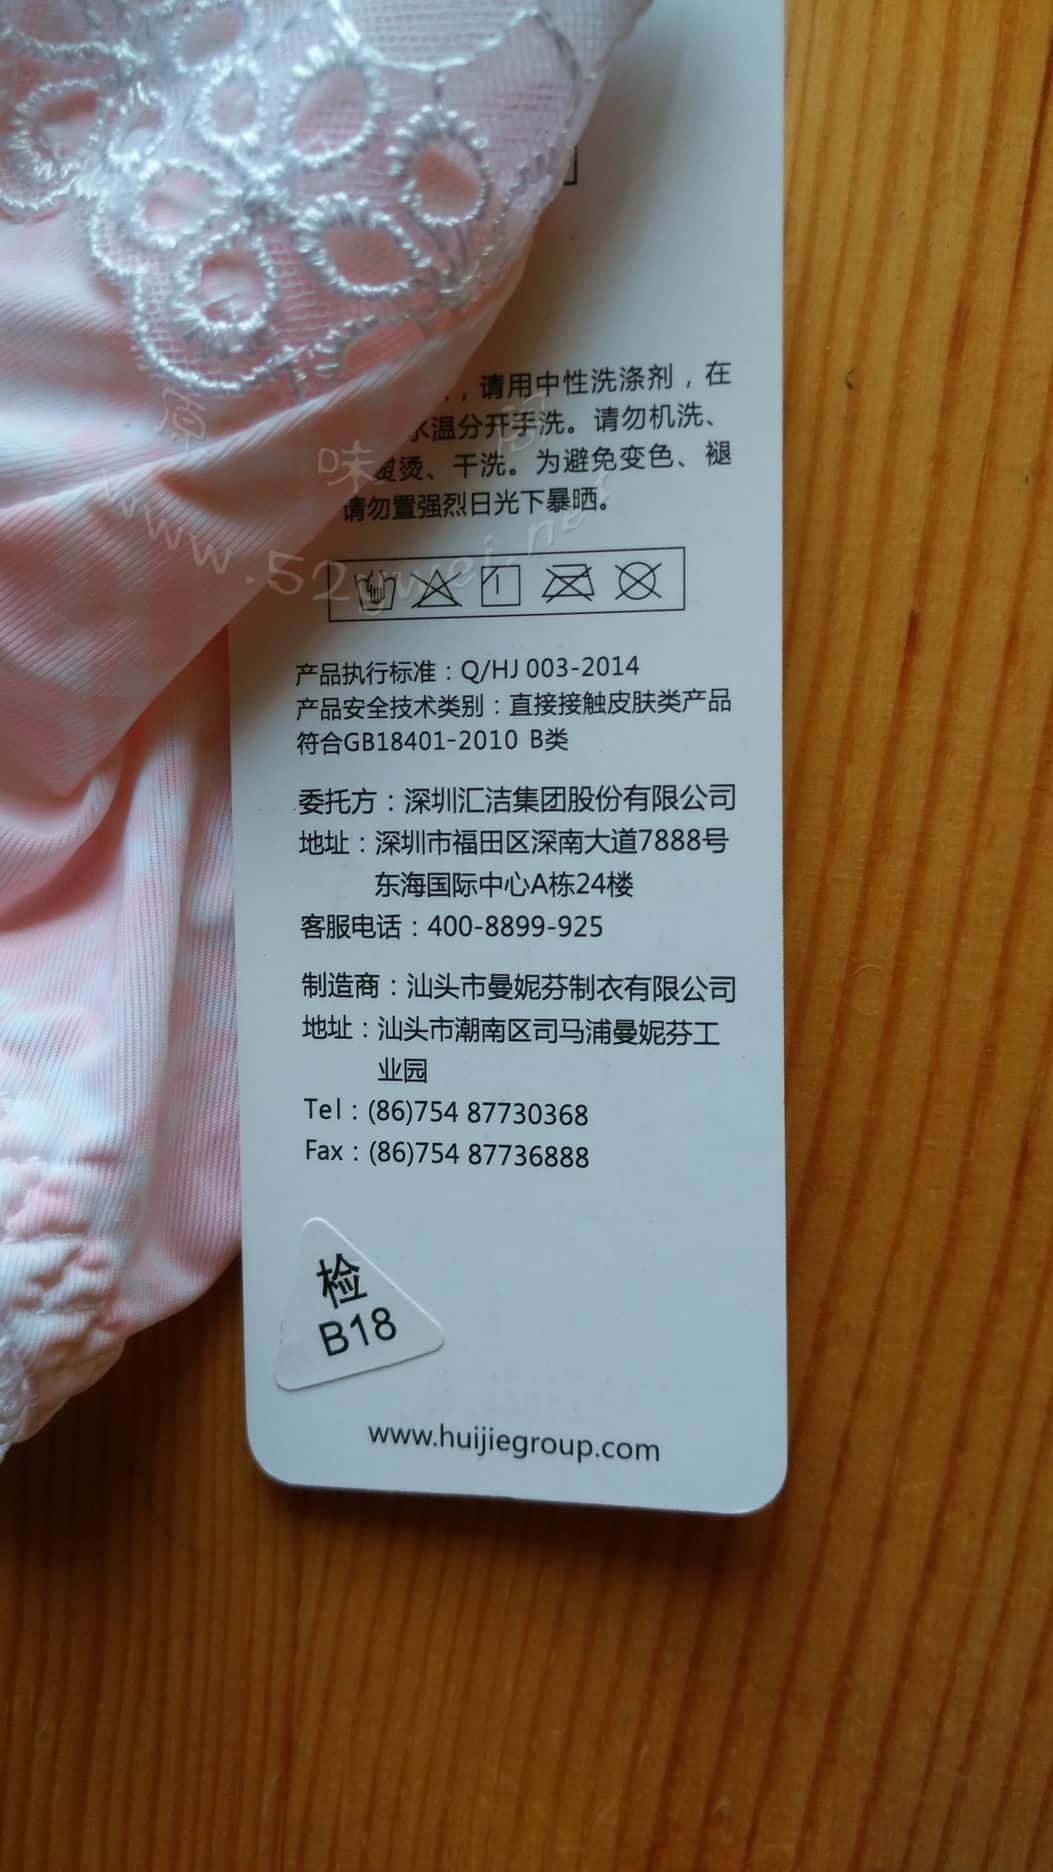 ，请用中性洗涤剂，在
水温分开手洗。请勿机洗、
熨烫、干洗。为避免变色、褪
请勿置强烈日光下暴晒。
产品执行标准：Q/HJ 003-2014
产品安全技术类别：直接接触皮肤类产品
符合GB18401-2010 B类
委托方：深圳汇洁集团股份有限公司
地址：深圳市福田区深南大道7888号
东海国际中心A栋24楼
客服电话：400-8899-925
制造商：汕头市曼妮芬制衣有限公司
地址：汕头市潮南区司马浦曼妮芬工
业园
Tel：(86)754 87730368
Fax：(86)754 87736888
检
B18
www.huijiegroup.com
原味